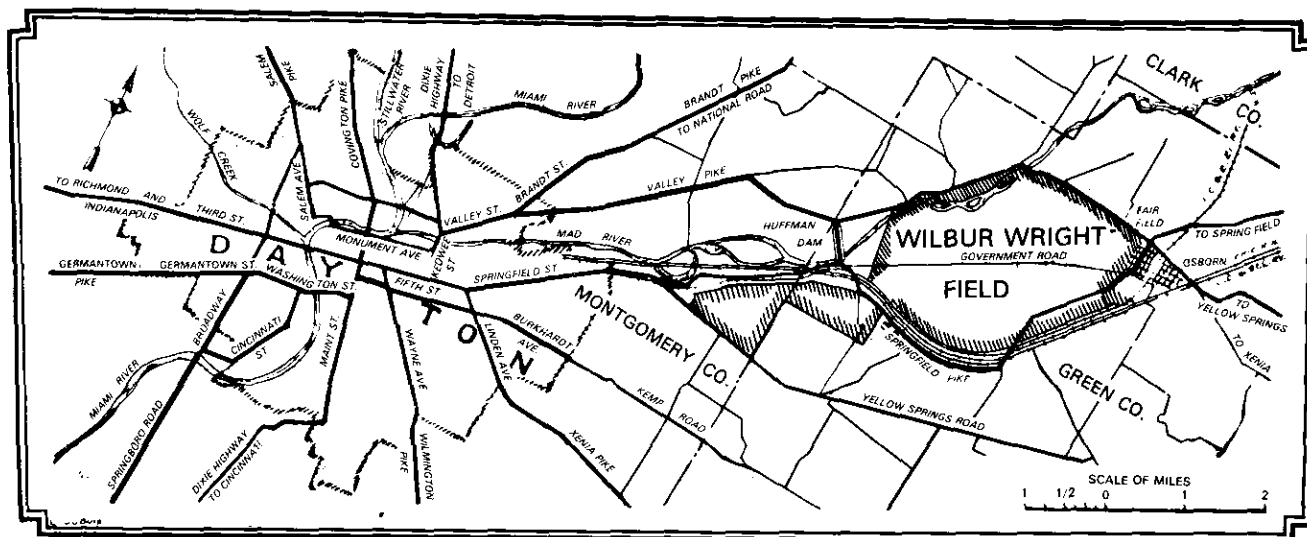 SALEM PIKE
COVINGTON PIKE
STILLWATER RIVER
DIXIE HIGHWAY TO DETROIT
MIAMI RIVER
BRANDT PIKE
TO NATIONAL ROAD
CLARK CO.
WOLF CREEK
SALEM AVE
BRANDT ST.
VALLEY PIKE
VALLEY ST.
TO RICHMOND AND INDIANAPOLIS
THIRD ST.
MONUMENT AVE
MAD RIVER
HUFFMAN DAM
WILBUR WRIGHT FIELD
GOVERNMENT ROAD
FAIR FIELD
TO SPRING FIELD
OSBORN
DAYTON
GERMANTOWN PIKE
GERMANTOWN ST.
WASHINGTON ST.
FIFTH ST
SPRINGFIELD ST
MONTGOMERY CO.
TO YELLOW SPRINGS
TO XENIA
BROADWAY
CINCINNATI ST
MAINT ST.
WAYNE AVE
LINDEN AVE
BURKHARDT AVE.
SPRINGFIELD PIKE
GREEN CO.
MIAMI RIVER
KEMP ROAD
YELLOW SPRINGS ROAD
SPRINGBORO ROAD
DIXIE HIGHWAY TO CINCINNATI
WILMINGTON PIKE
XENIA PIKE
SCALE OF MILES
1 1/2 0 1 2